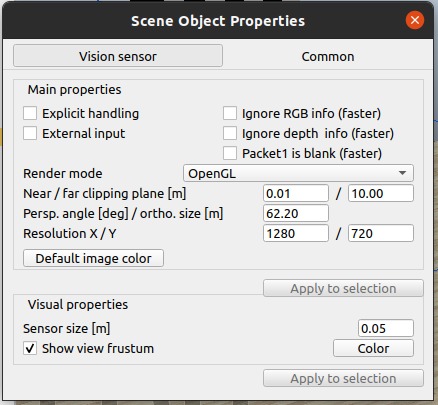 Scene Object Properties
Vision sensor Common
Main properties
Explicit handling Ignore RGB info (faster)
External input Ignore depth info (faster)
Packet1 is blank (faster)
Render mode OpenGL
Near / far clipping plane [m] 0.01 / 10.00
Persp. angle [deg] / ortho. size [m] 62.20
Resolution X / Y 1280 / 720
Default image color
Apply to selection
Visual properties
Sensor size [m] 0.05
Show view frustum Color
Apply to selection